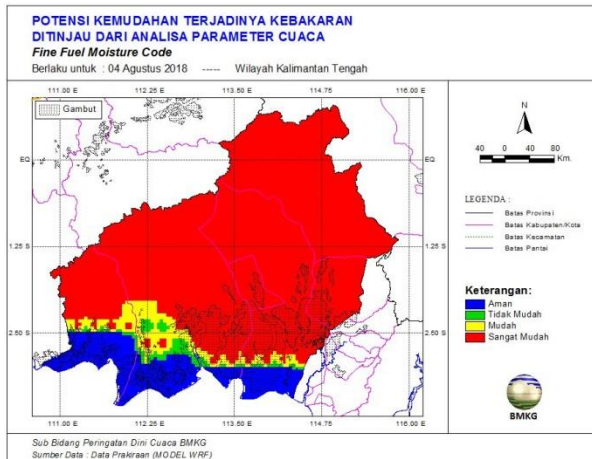 POTENSI KEMUDAHAN TERJADINYA KEBAKARAN
DITINJAU DARI ANALISA PARAMETER CUACA
Fine Fuel Moisture Code
Berlaku untuk : 04 Agustus 2018 ----- Wilayah Kalimantan Tengah
111.00 E 112.25 E 113.50 E 114.75 E 116.00 E
Gambut
EQ EQ
1.25 S 1.25 S
2.50 S 2.50 S
111.00 E 112.25 E 113.50 E 114.75 E 116.00 E
N
40 0 40 80
Km.
LEGENDA :
Batas Provinsi
Batas Kabupaten/Kota
Batas Kecamatan
Batas Pantai
Keterangan:
Aman
Tidak Mudah
Mudah
Sangat Mudah
BMKG
Sub Bidang Peringatan Dini Cuaca BMKG
Sumber Data : Data Prakiraan (MODEL WRF)